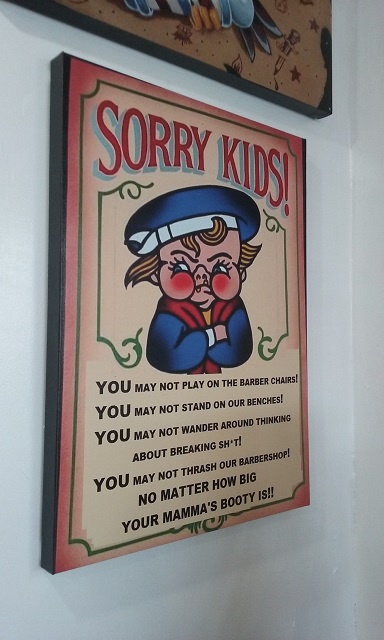 SORRY KIDS!
YOU MAY NOT PLAY ON THE BARBER CHAIRS!
YOU MAY NOT STAND ON OUR BENCHES!
YOU MAY NOT WANDER AROUND THINKING
ABOUT BREAKING SH*T!
YOU MAY NOT THRASH OUR BARBERSHOP!
NO MATTER HOW BIG
YOUR MAMMA'S BOOTY IS!!